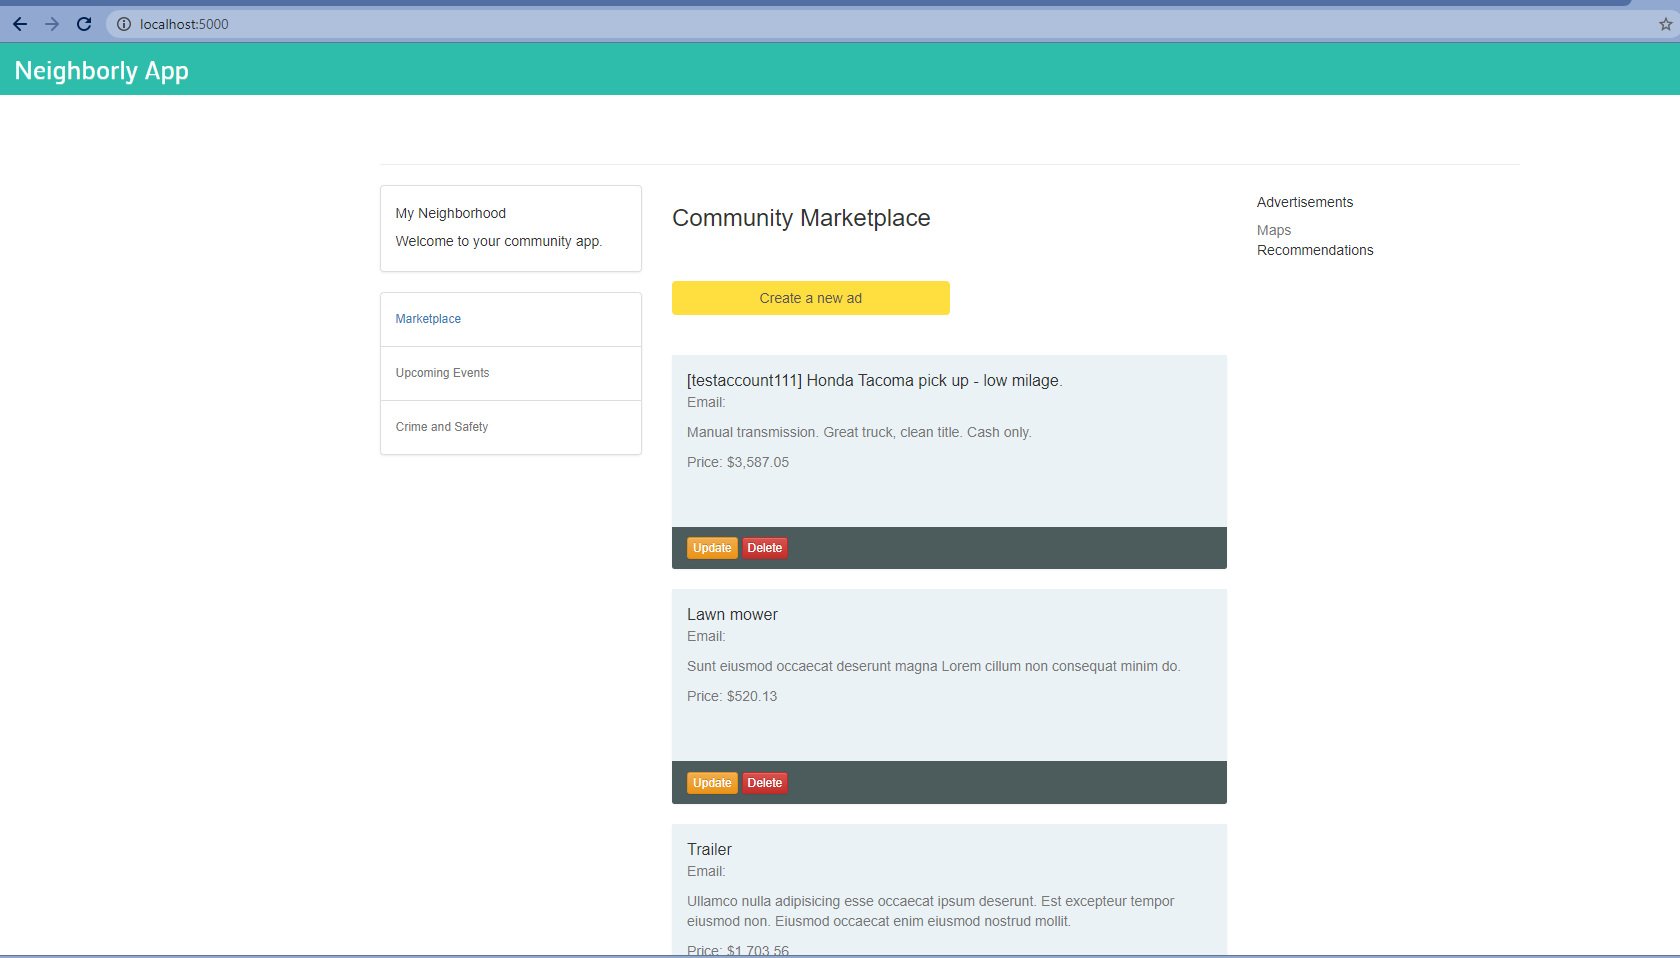 localhost:5000
Neighborly App
My Neighborhood
Welcome to your community app.
Marketplace
Upcoming Events
Crime and Safety
Community Marketplace
Create a new ad
[testaccount111] Honda Tacoma pick up - low milage.
Email:
Manual transmission. Great truck, clean title. Cash only.
Price: $3,587.05
Update Delete
Lawn mower
Email:
Sunt eiusmod occaecat deserunt magna Lorem cillum non consequat minim do.
Price: $520.13
Update Delete
Trailer
Email:
Ullamco nulla adipisicing esse occaecat ipsum deserunt. Est excepteur tempor
eiusmod non. Eiusmod occaecat enim eiusmod nostrud mollit.
Price: $1,703.56
Advertisements
Maps
Recommendations